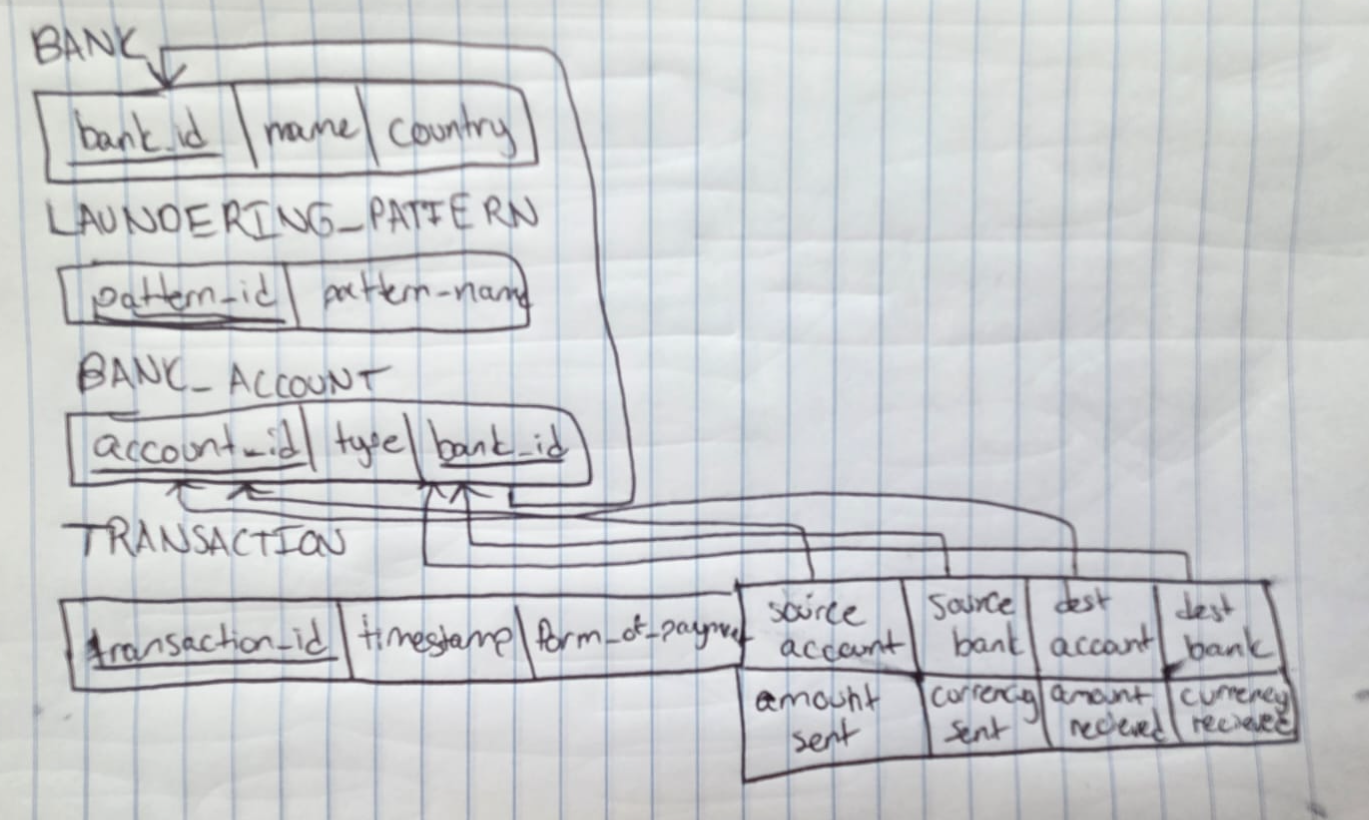 BANK
bank_id name country
LAUNDERING_PATTERN
pattern_id pattern-name
BANK_ACCOUNT
account_id type bank_id
TRANSACTION
transaction_id timestamp form_of_payment
source account
source bank
dest account
dest bank
amount sent
currency sent
amount recieved
currency recieved